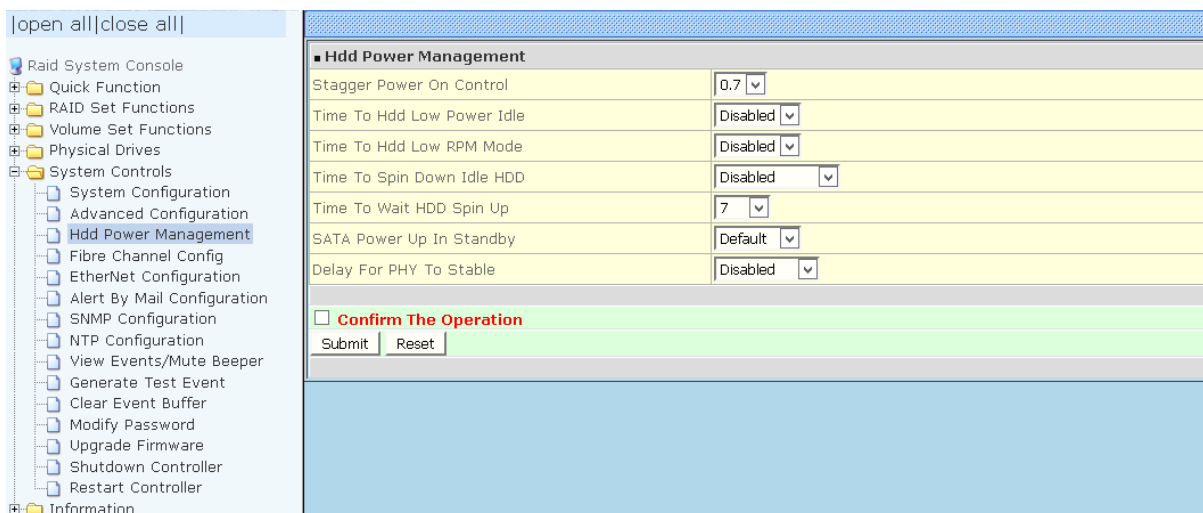 |open all|close all|
Raid System Console
Quick Function
RAID Set Functions
Volume Set Functions
Physical Drives
System Controls
System Configuration
Advanced Configuration
Hdd Power Management
Fibre Channel Config
EtherNet Configuration
Alert By Mail Configuration
SNMP Configuration
NTP Configuration
View Events/Mute Beeper
Generate Test Event
Clear Event Buffer
Modify Password
Upgrade Firmware
Shutdown Controller
Restart Controller
Information
Hdd Power Management
Stagger Power On Control 0.7
Time To Hdd Low Power Idle Disabled
Time To Hdd Low RPM Mode Disabled
Time To Spin Down Idle HDD Disabled
Time To Wait HDD Spin Up 7
SATA Power Up In Standby Default
Delay For PHY To Stable Disabled
Confirm The Operation
Submit Reset